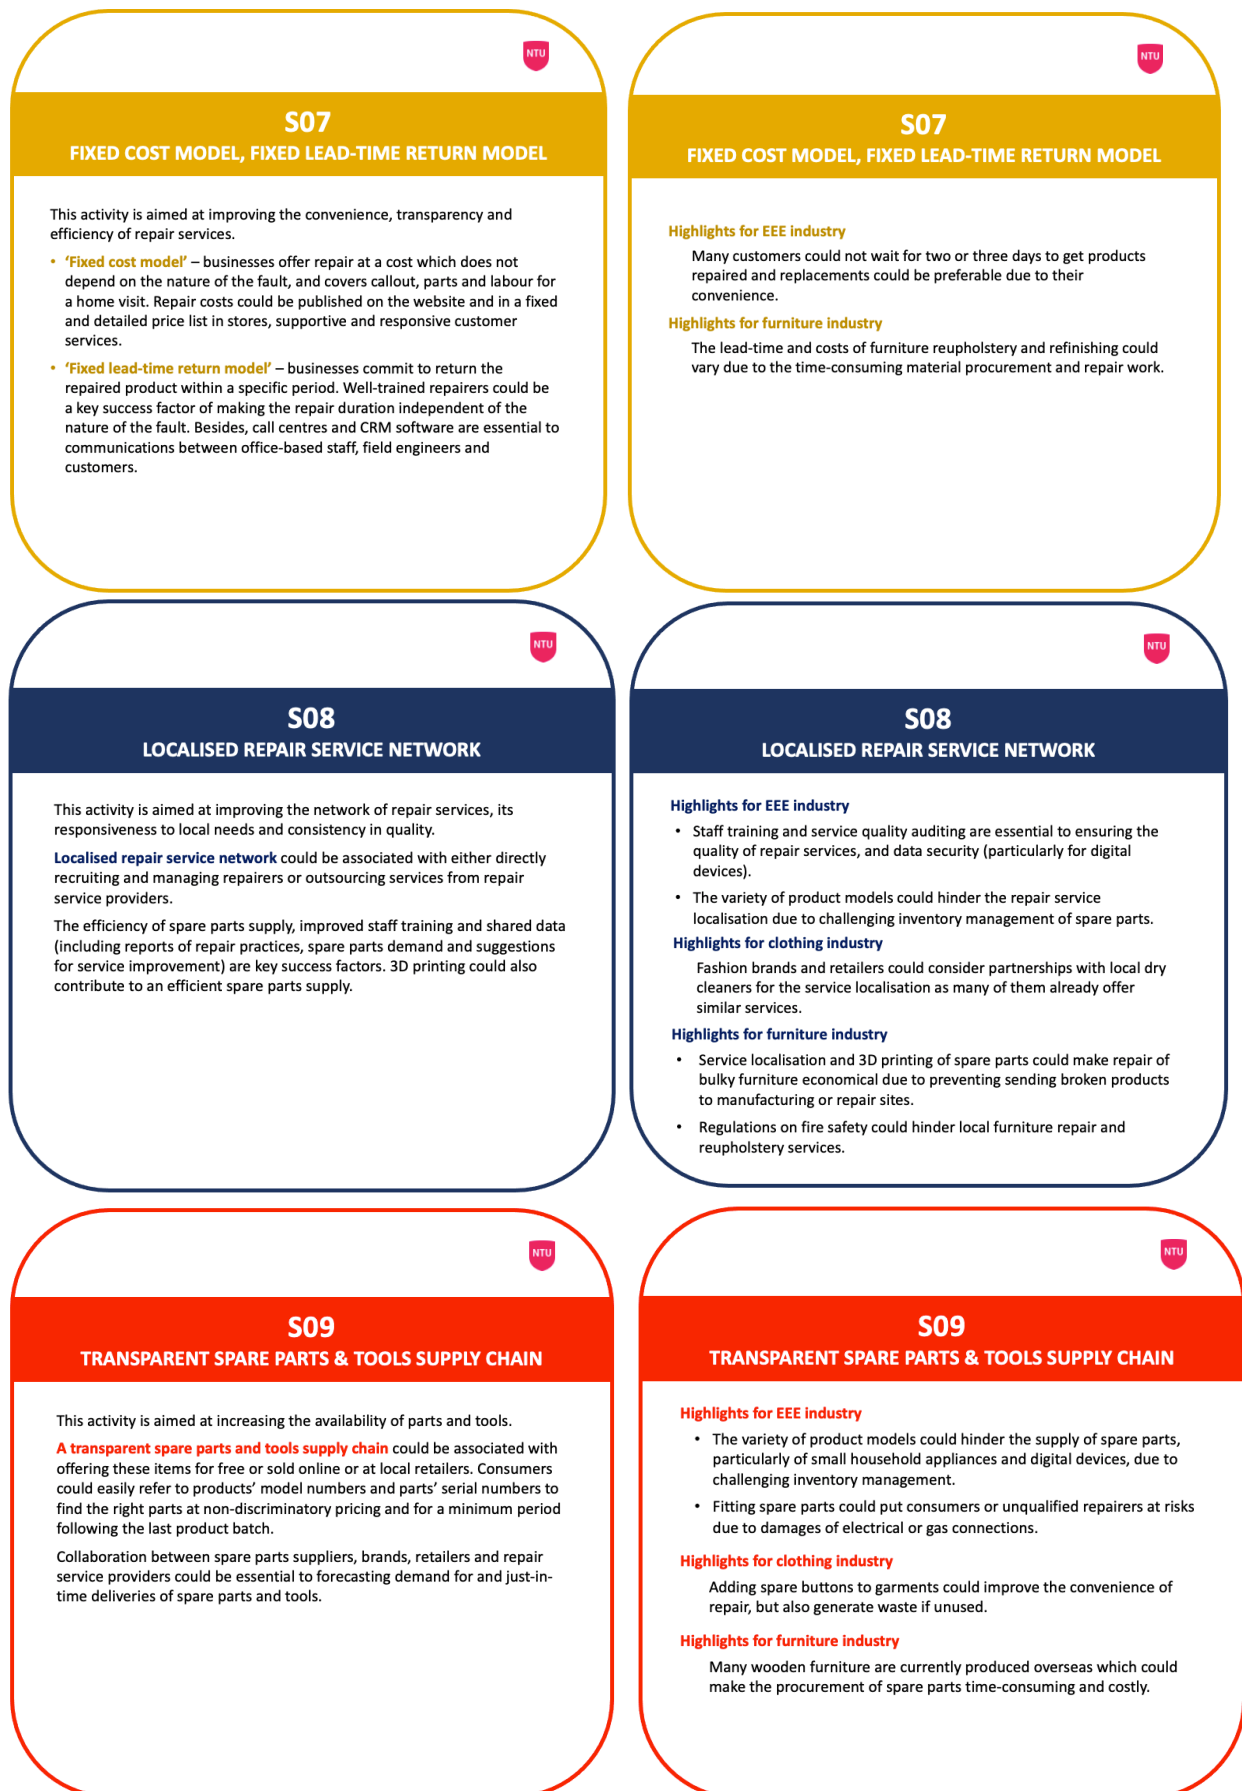 NTU
S07
FIXED COST MODEL, FIXED LEAD-TIME RETURN MODEL
This activity is aimed at improving the convenience, transparency and
efficiency of repair services.
• ‘Fixed cost model’ – businesses offer repair at a cost which does not
depend on the nature of the fault, and covers callout, parts and labour for
a home visit. Repair costs could be published on the website and in a fixed
and detailed price list in stores, supportive and responsive customer
services.
• ‘Fixed lead-time return model’ – businesses commit to return the
repaired product within a specific period. Well-trained repairers could be
a key success factor of making the repair duration independent of the
nature of the fault. Besides, call centres and CRM software are essential to
communications between office-based staff, field engineers and
customers.
NTU
S07
FIXED COST MODEL, FIXED LEAD-TIME RETURN MODEL
Highlights for EEE industry
Many customers could not wait for two or three days to get products
repaired and replacements could be preferable due to their
convenience.
Highlights for furniture industry
The lead-time and costs of furniture reupholstery and refinishing could
vary due to the time-consuming material procurement and repair work.
NTU
S08
LOCALISED REPAIR SERVICE NETWORK
This activity is aimed at improving the network of repair services, its
responsiveness to local needs and consistency in quality.
Localised repair service network could be associated with either directly
recruiting and managing repairers or outsourcing services from repair
service providers.
The efficiency of spare parts supply, improved staff training and shared data
(including reports of repair practices, spare parts demand and suggestions
for service improvement) are key success factors. 3D printing could also
contribute to an efficient spare parts supply.
NTU
S08
LOCALISED REPAIR SERVICE NETWORK
Highlights for EEE industry
• Staff training and service quality auditing are essential to ensuring the
quality of repair services, and data security (particularly for digital
devices).
• The variety of product models could hinder the repair service
localisation due to challenging inventory management of spare parts.
Highlights for clothing industry
Fashion brands and retailers could consider partnerships with local dry
cleaners for the service localisation as many of them already offer
similar services.
Highlights for furniture industry
• Service localisation and 3D printing of spare parts could make repair of
bulky furniture economical due to preventing sending broken products
to manufacturing or repair sites.
• Regulations on fire safety could hinder local furniture repair and
reupholstery services.
NTU
S09
TRANSPARENT SPARE PARTS & TOOLS SUPPLY CHAIN
This activity is aimed at increasing the availability of parts and tools.
A transparent spare parts and tools supply chain could be associated with
offering these items for free or sold online or at local retailers. Consumers
could easily refer to products’ model numbers and parts’ serial numbers to
find the right parts at non-discriminatory pricing and for a minimum period
following the last product batch.
Collaboration between spare parts suppliers, brands, retailers and repair
service providers could be essential to forecasting demand for and just-in-
time deliveries of spare parts and tools.
NTU
S09
TRANSPARENT SPARE PARTS & TOOLS SUPPLY CHAIN
Highlights for EEE industry
• The variety of product models could hinder the supply of spare parts,
particularly of small household appliances and digital devices, due to
challenging inventory management.
• Fitting spare parts could put consumers or unqualified repairers at risks
due to damages of electrical or gas connections.
Highlights for clothing industry
Adding spare buttons to garments could improve the convenience of
repair, but also generate waste if unused.
Highlights for furniture industry
Many wooden furniture are currently produced overseas which could
make the procurement of spare parts time-consuming and costly.